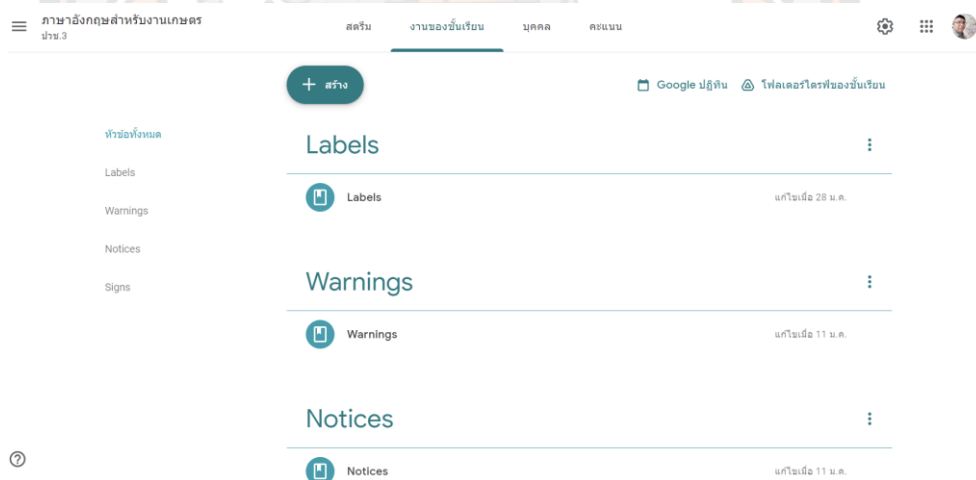 ภาษาอังกฤษสำหรับงานเกษตร
ปวช.3
สตรีม งานของชั้นเรียน บุคคล คะแนน
+ สร้าง
Google ปฏิทิน โฟลเดอร์ไดรฟ์ของชั้นเรียน
หัวข้อทั้งหมด
Labels
Warnings
Notices
Signs
Labels
Labels แก้ไขเมื่อ 28 ม.ค.
Warnings
Warnings แก้ไขเมื่อ 11 ม.ค.
Notices
Notices แก้ไขเมื่อ 11 ม.ค.